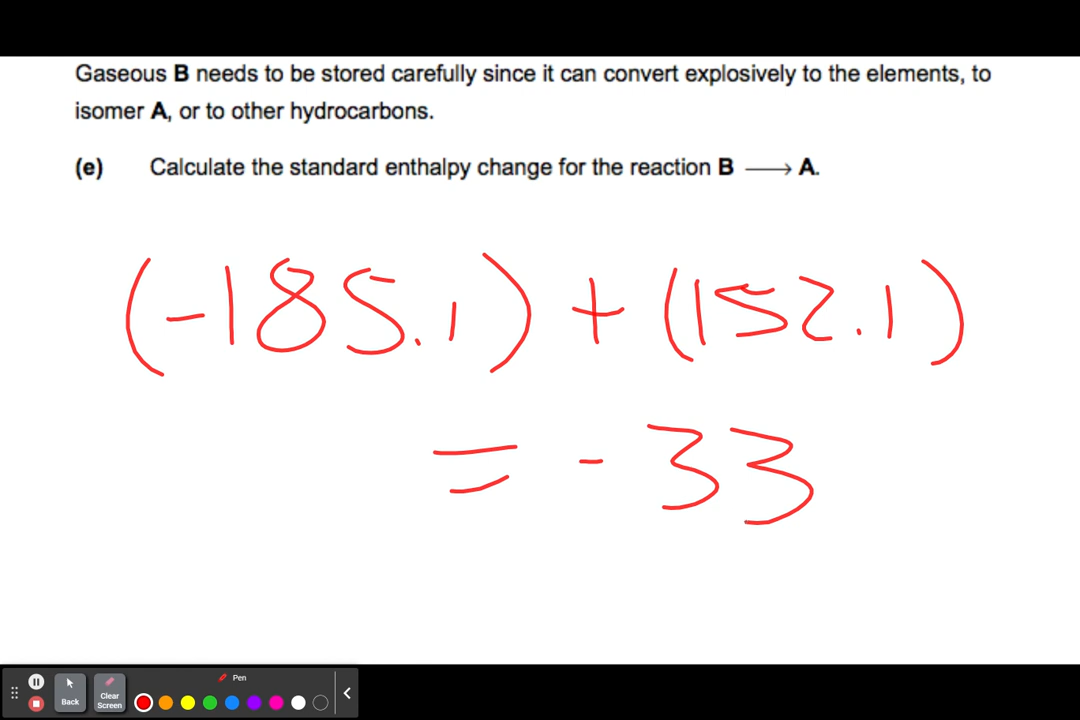 Gaseous B needs to be stored carefully since it can convert explosively to the elements, to
isomer A, or to other hydrocarbons.
(e) Calculate the standard enthalpy change for the reaction B ⟶ A.
(-185.1) + (152.1)
= -33
Pen
Back
Clear
Screen